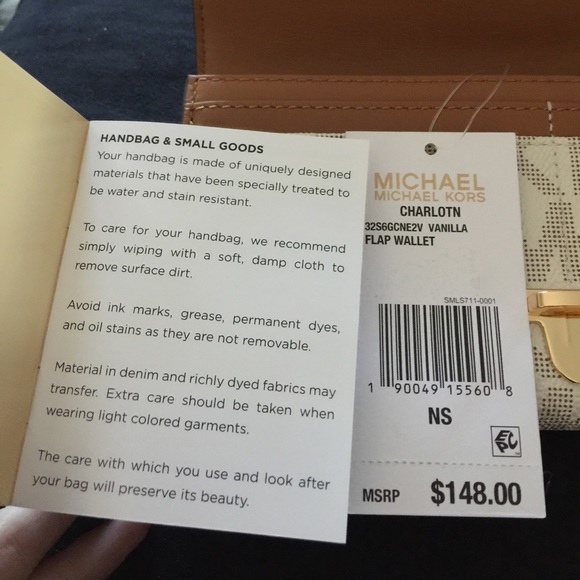 HANDBAG & SMALL GOODS
Your handbag is made of uniquely designed
materials that have been specially treated to
be water and stain resistant.
To care for your handbag, we recommend
simply wiping with a soft, damp cloth to
remove surface dirt.
Avoid ink marks, grease, permanent dyes,
and oil stains as they are not removable.
Material in denim and richly dyed fabrics may
transfer. Extra care should be taken when
wearing light colored garments.
The care with which you use and look after
your bag will preserve its beauty.
MICHAEL
MICHAEL KORS
CHARLOTN
32S6GCNE2V VANILLA
FLAP WALLET
SMLS711-0001
1 90049 15560 8
NS
EPC
MSRP $148.00